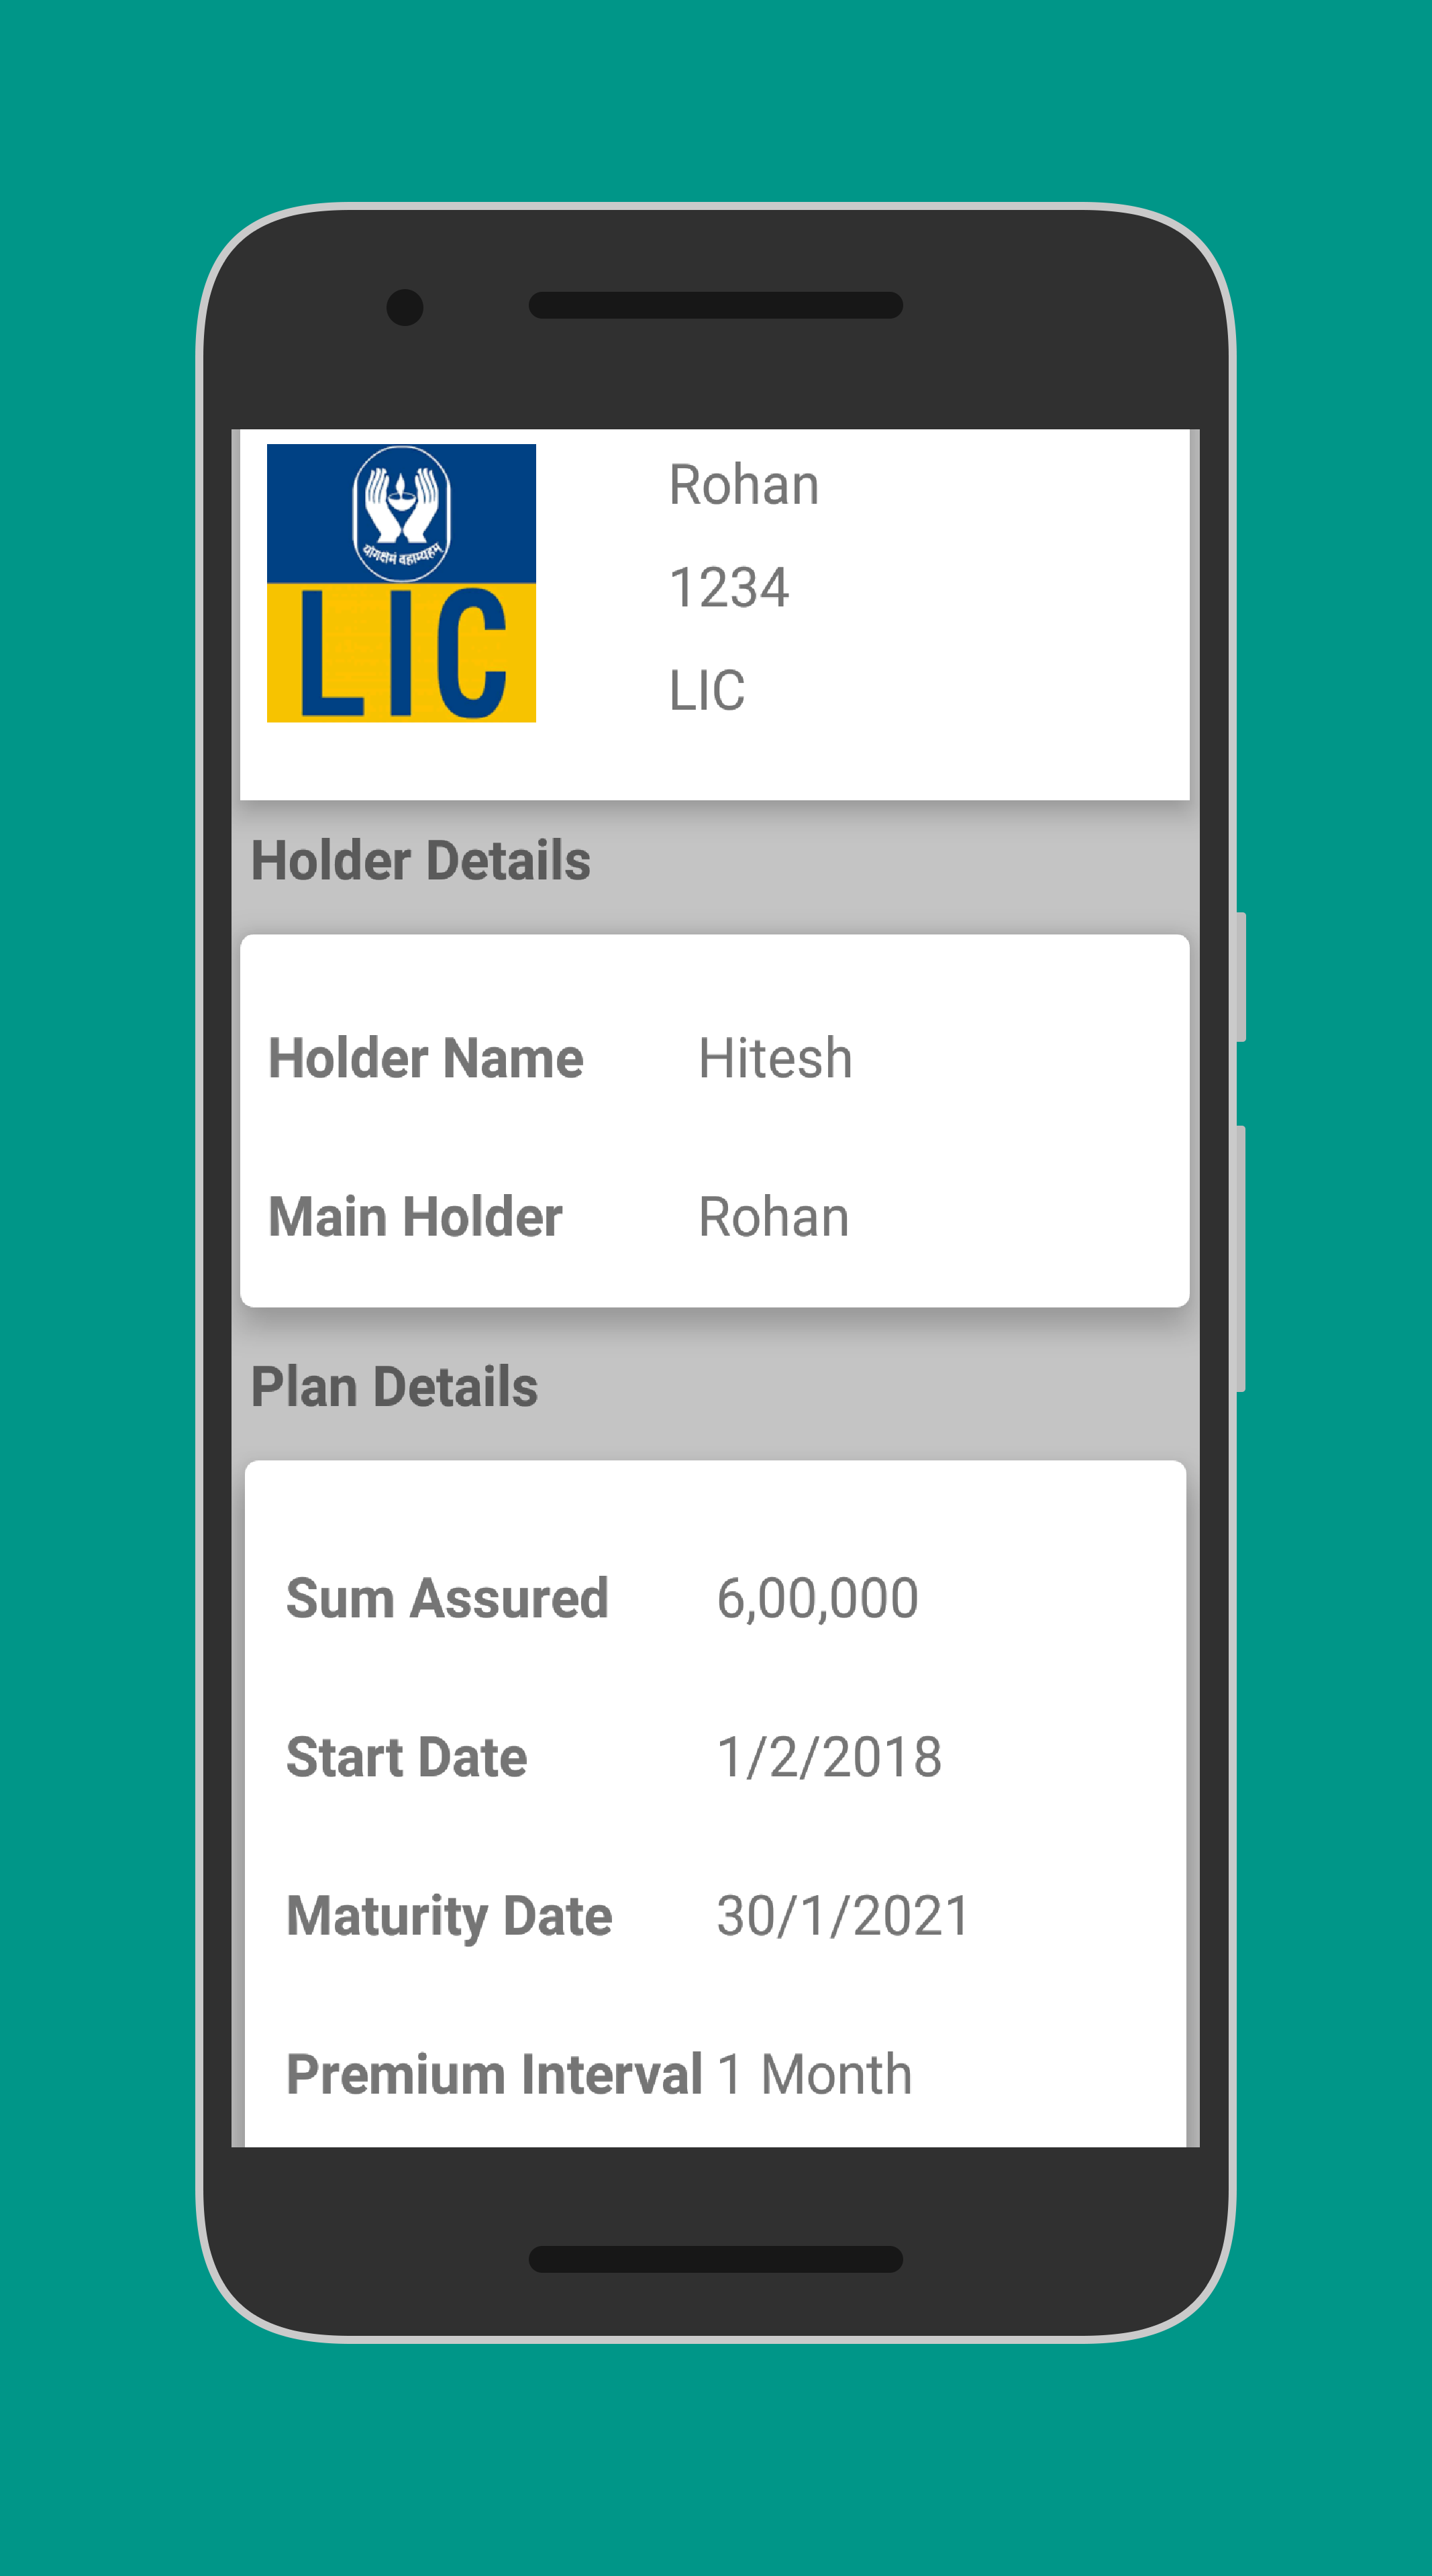 योगक्षेमं वहाम्यहम्
LIC
Rohan
1234
LIC
Holder Details
Holder Name Hitesh
Main Holder Rohan
Plan Details
Sum Assured 6,00,000
Start Date 1/2/2018
Maturity Date 30/1/2021
Premium Interval 1 Month